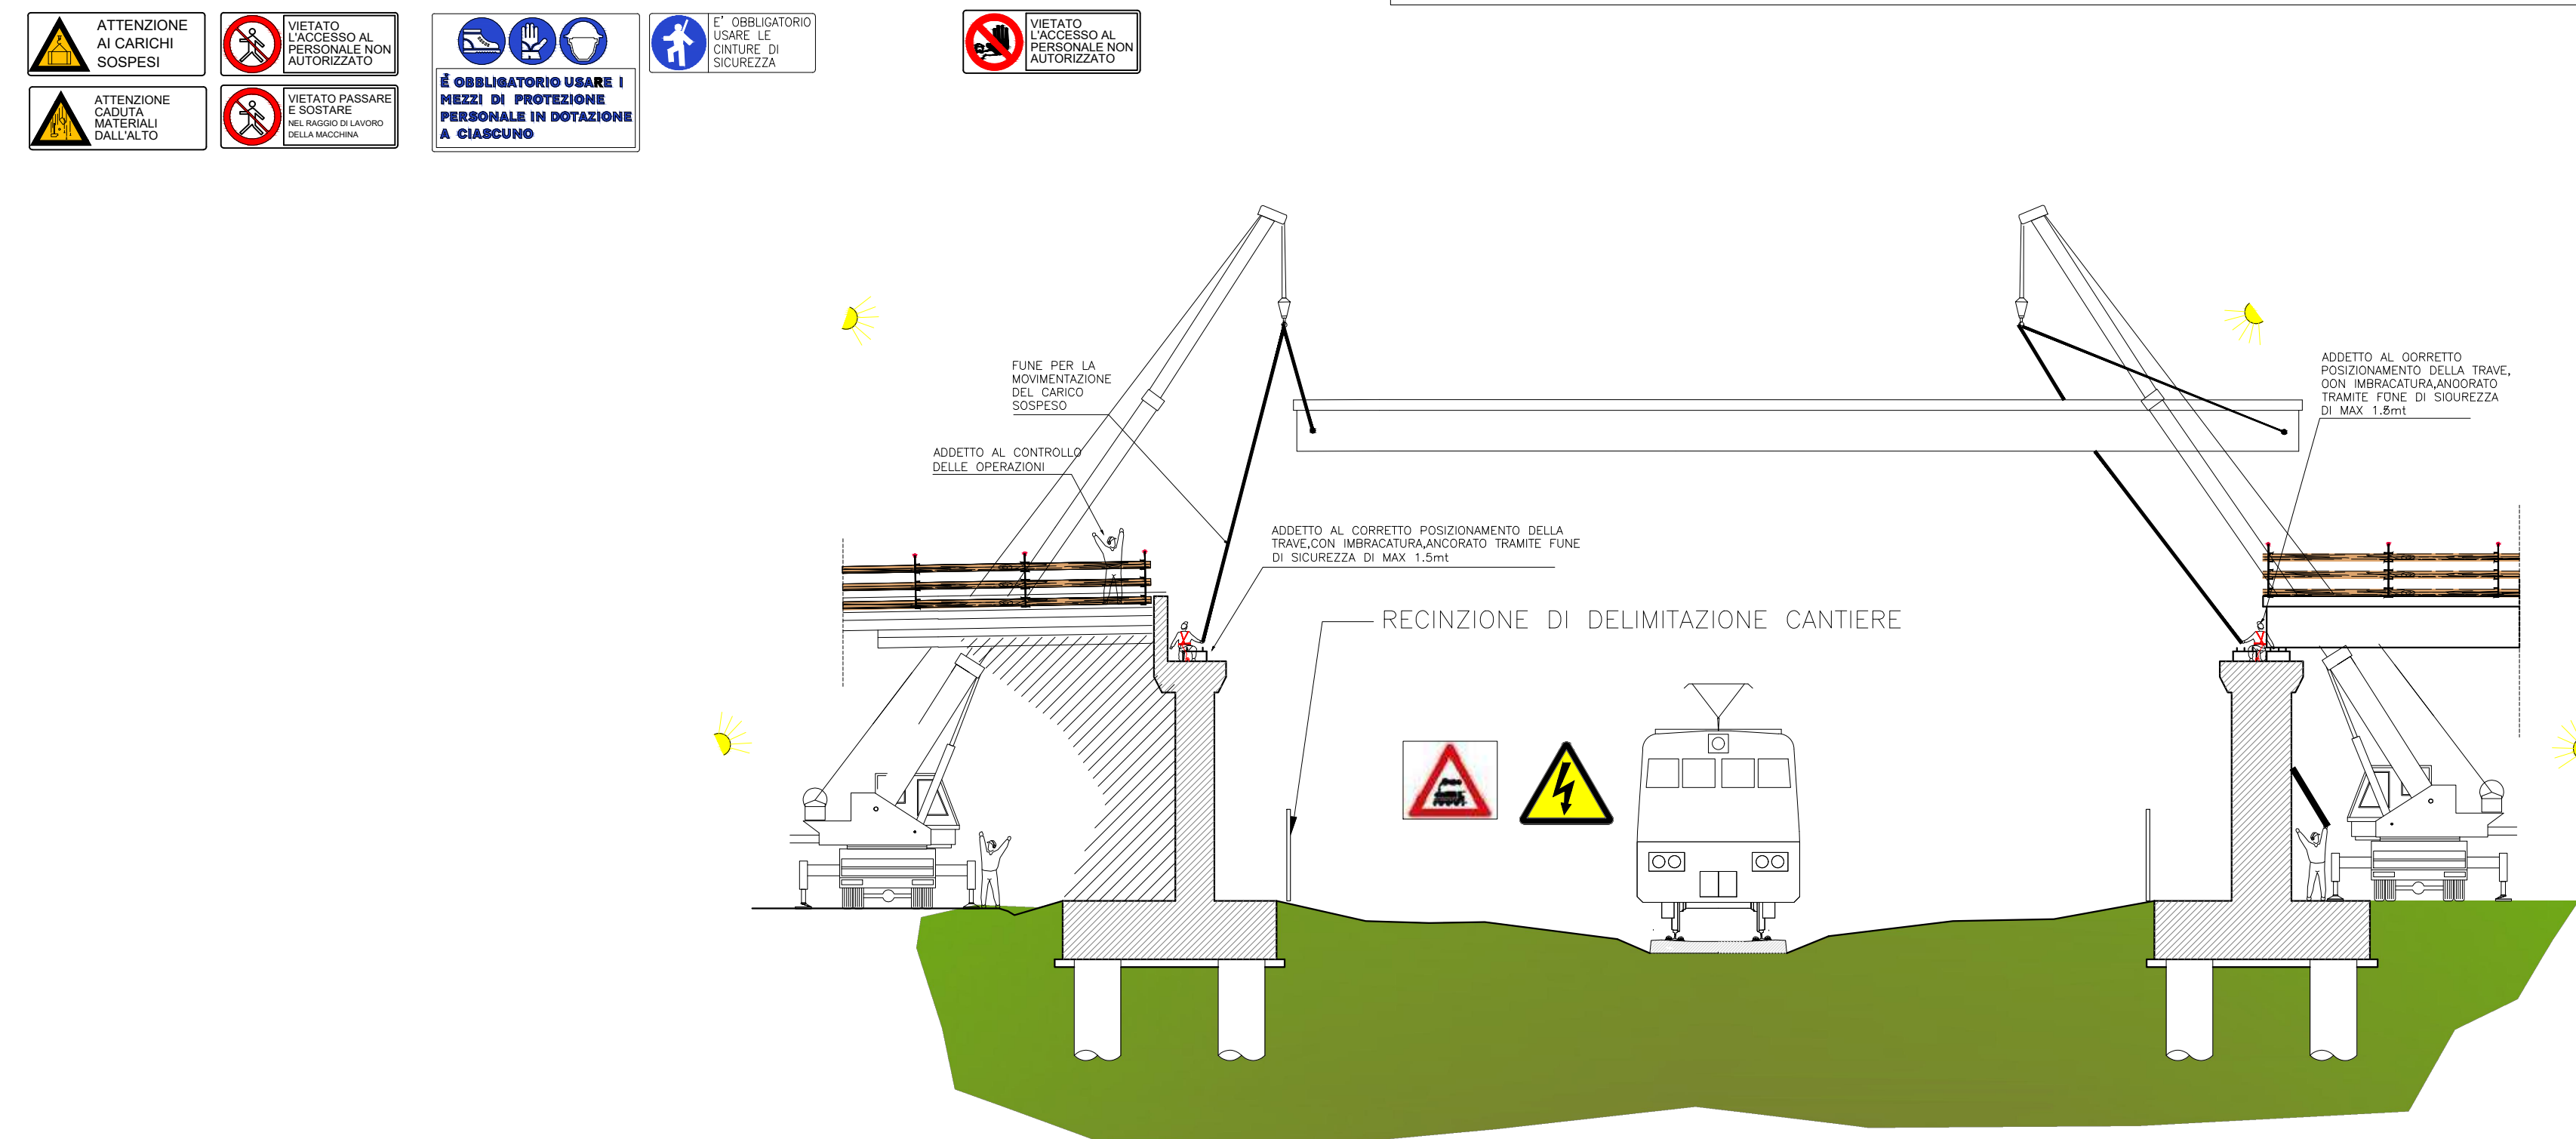 ATTENZIONE
AI CARICHI
SOSPESI
VIETATO
L'ACCESSO AL
PERSONALE NON
AUTORIZZATO
ATTENZIONE
CADUTA
MATERIALI
DALL'ALTO
VIETATO PASSARE
E SOSTARE
NEL RAGGIO DI LAVORO
DELLA MACCHINA
È OBBLIGATORIO USARE I
MEZZI DI PROTEZIONE
PERSONALE IN DOTAZIONE
A CIASCUNO
E' OBBLIGATORIO
USARE LE
CINTURE DI
SICUREZZA
VIETATO
L'ACCESSO AL
PERSONALE NON
AUTORIZZATO
FUNE PER LA
MOVIMENTAZIONE
DEL CARICO
SOSPESO
ADDETTO AL CONTROLLO
DELLE OPERAZIONI
ADDETTO AL CORRETTO POSIZIONAMENTO DELLA
TRAVE,CON IMBRACATURA,ANCORATO TRAMITE FUNE
DI SICUREZZA DI MAX 1.5mt
ADDETTO AL OORRETTO
POSIZIONAMENTO DELLA TRAVE,
OON IMBRACATURA,ANOORATO
TRAMITE FUNE DI SIOUREZZA
DI MAX
RECINZIONE DI DELIMITAZIONE CANTIERE